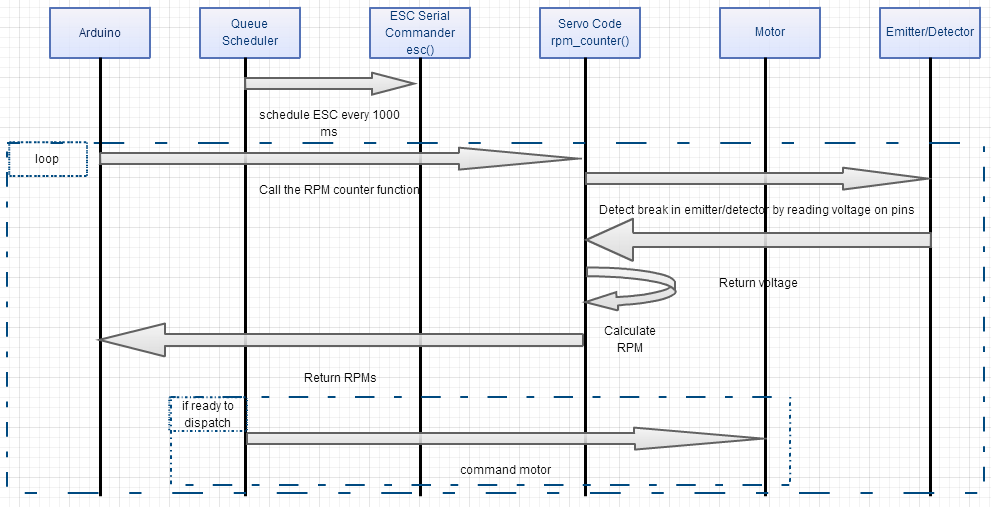 Arduino
Queue
Scheduler
ESC Serial
Commander
esc()
Servo Code
rpm_counter()
Motor
Emitter/Detector
schedule ESC every 1000
ms
loop
Call the RPM counter function
Detect break in emitter/detector by reading voltage on pins
Return voltage
Calculate
RPM
Return RPMs
if ready to
dispatch
command motor